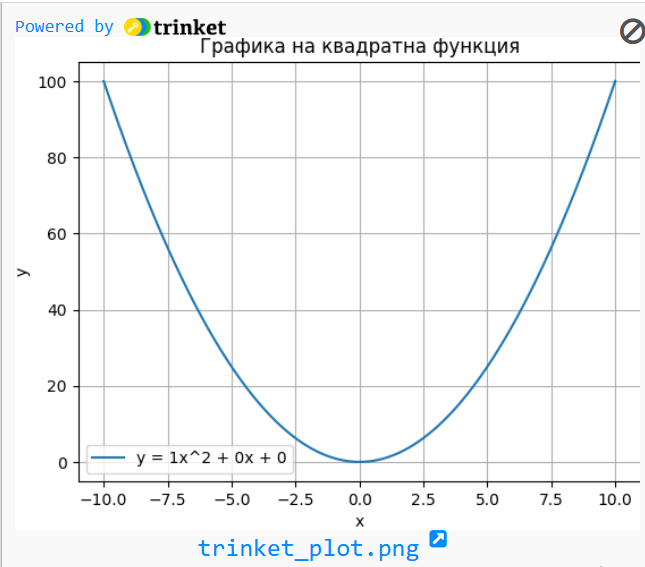 Powered by trinket
Графика на квадратна функция
100
80
60
40
20
0
y
y = 1x^2 + 0x + 0
−10.0 −7.5 −5.0 −2.5 0.0 2.5 5.0 7.5 10.0
x
trinket_plot.png